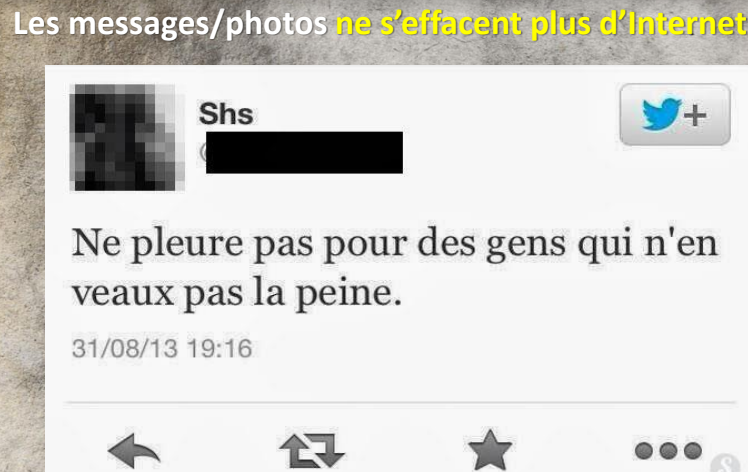 Les messages/photos ne s'effacent plus d'Internet
Shs
Ne pleure pas pour des gens qui n'en
veaux pas la peine.
31/08/13 19:16